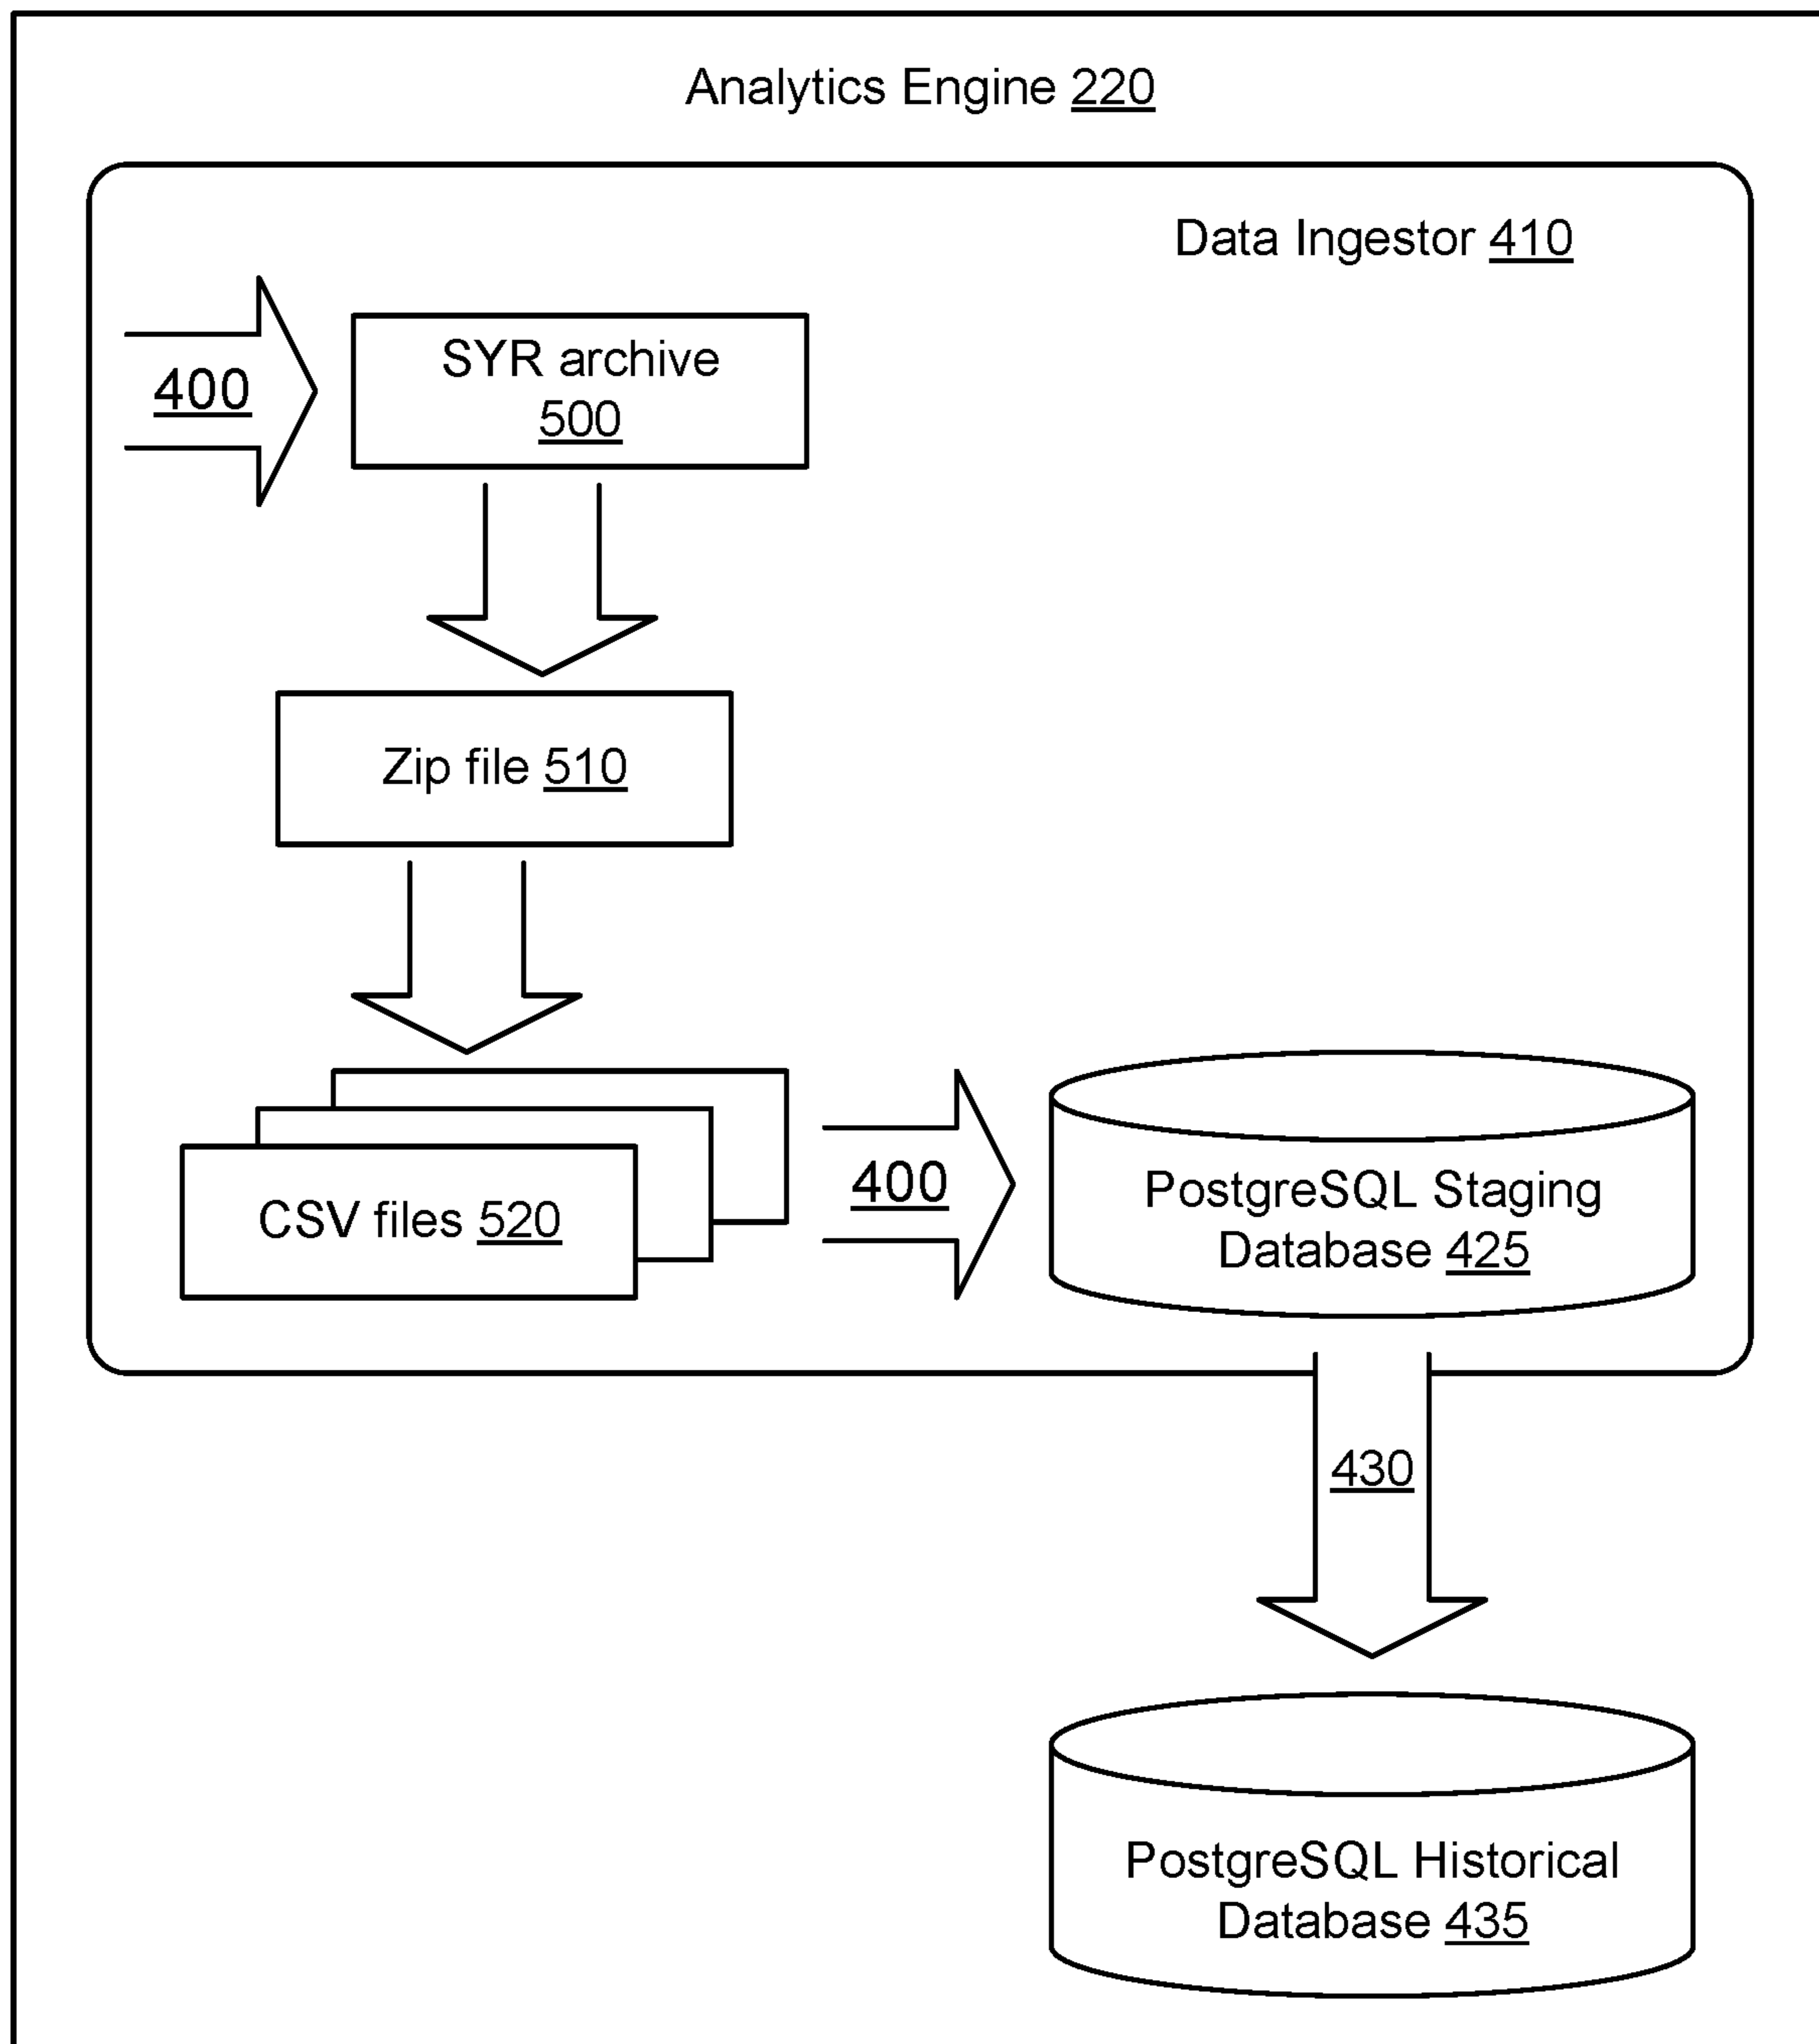 Analytics Engine 220
Data Ingestor 410
400
SYR archive
500
Zip file 510
CSV files 520
400
PostgreSQL Staging
Database 425
430
PostgreSQL Historical
Database 435